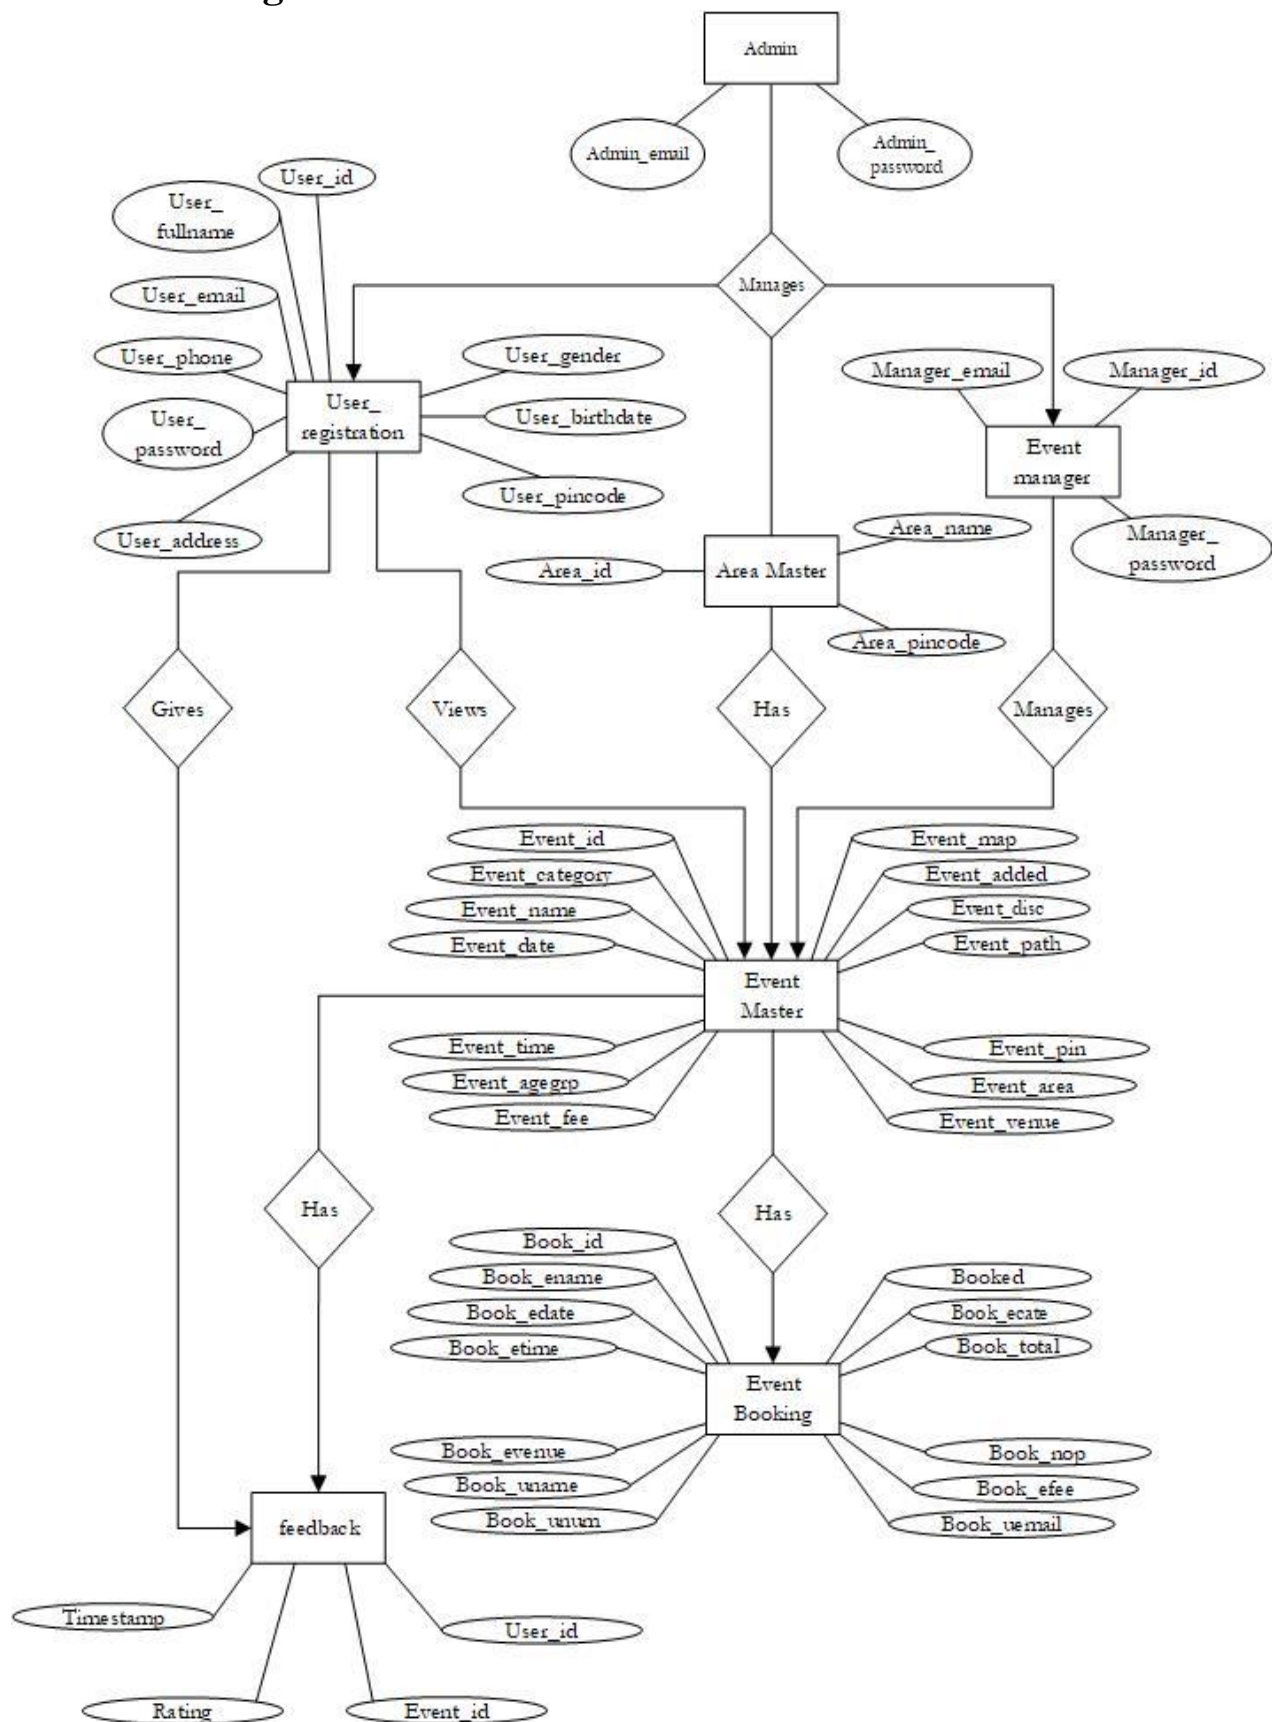 Admin
Admin_email
Admin_
password
User_id
User_
fullname
User_email
Manages
User_phone
User_gender
Manager_email
Manager_id
User_
registration
User_birthdate
User_
password
Event
manager
User_pincode
User_address
Area_name
Manager_
password
Area_id
Area Master
Area_pincode
Gives
Views
Has
Manages
Event_id
Event_map
Event_category
Event_added
Event_name
Event_disc
Event_date
Event_path
Event
Master
Event_time
Event_pin
Event_agegrp
Event_area
Event_fee
Event_venue
Has
Has
Book_id
Book_ename
Booked
Book_edate
Book_ecate
Book_etime
Book_total
Event
Booking
Book_evenue
Book_nop
Book_uname
Book_efee
Book_unum
Book_uemail
feedback
Timestamp
User_id
Rating
Event_id